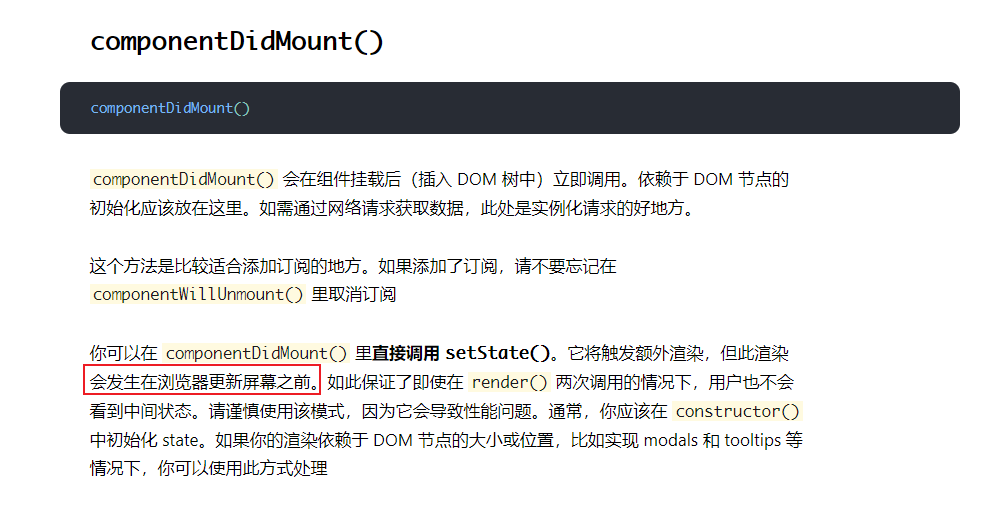 componentDidMount()
componentDidMount()
componentDidMount() 会在组件挂载后（插入 DOM 树中）立即调用。依赖于 DOM 节点的
初始化应该放在这里。如需通过网络请求获取数据，此处是实例化请求的好地方。
这个方法是比较适合添加订阅的地方。如果添加了订阅，请不要忘记在
componentWillUnmount() 里取消订阅
你可以在 componentDidMount() 里直接调用 setState()。它将触发额外渲染，但此渲染
会发生在浏览器更新屏幕之前。如此保证了即使在 render() 两次调用的情况下，用户也不会
看到中间状态。请谨慎使用该模式，因为它会导致性能问题。通常，你应该在 constructor()
中初始化 state。如果你的渲染依赖于 DOM 节点的大小或位置，比如实现 modals 和 tooltips 等
情况下，你可以使用此方式处理